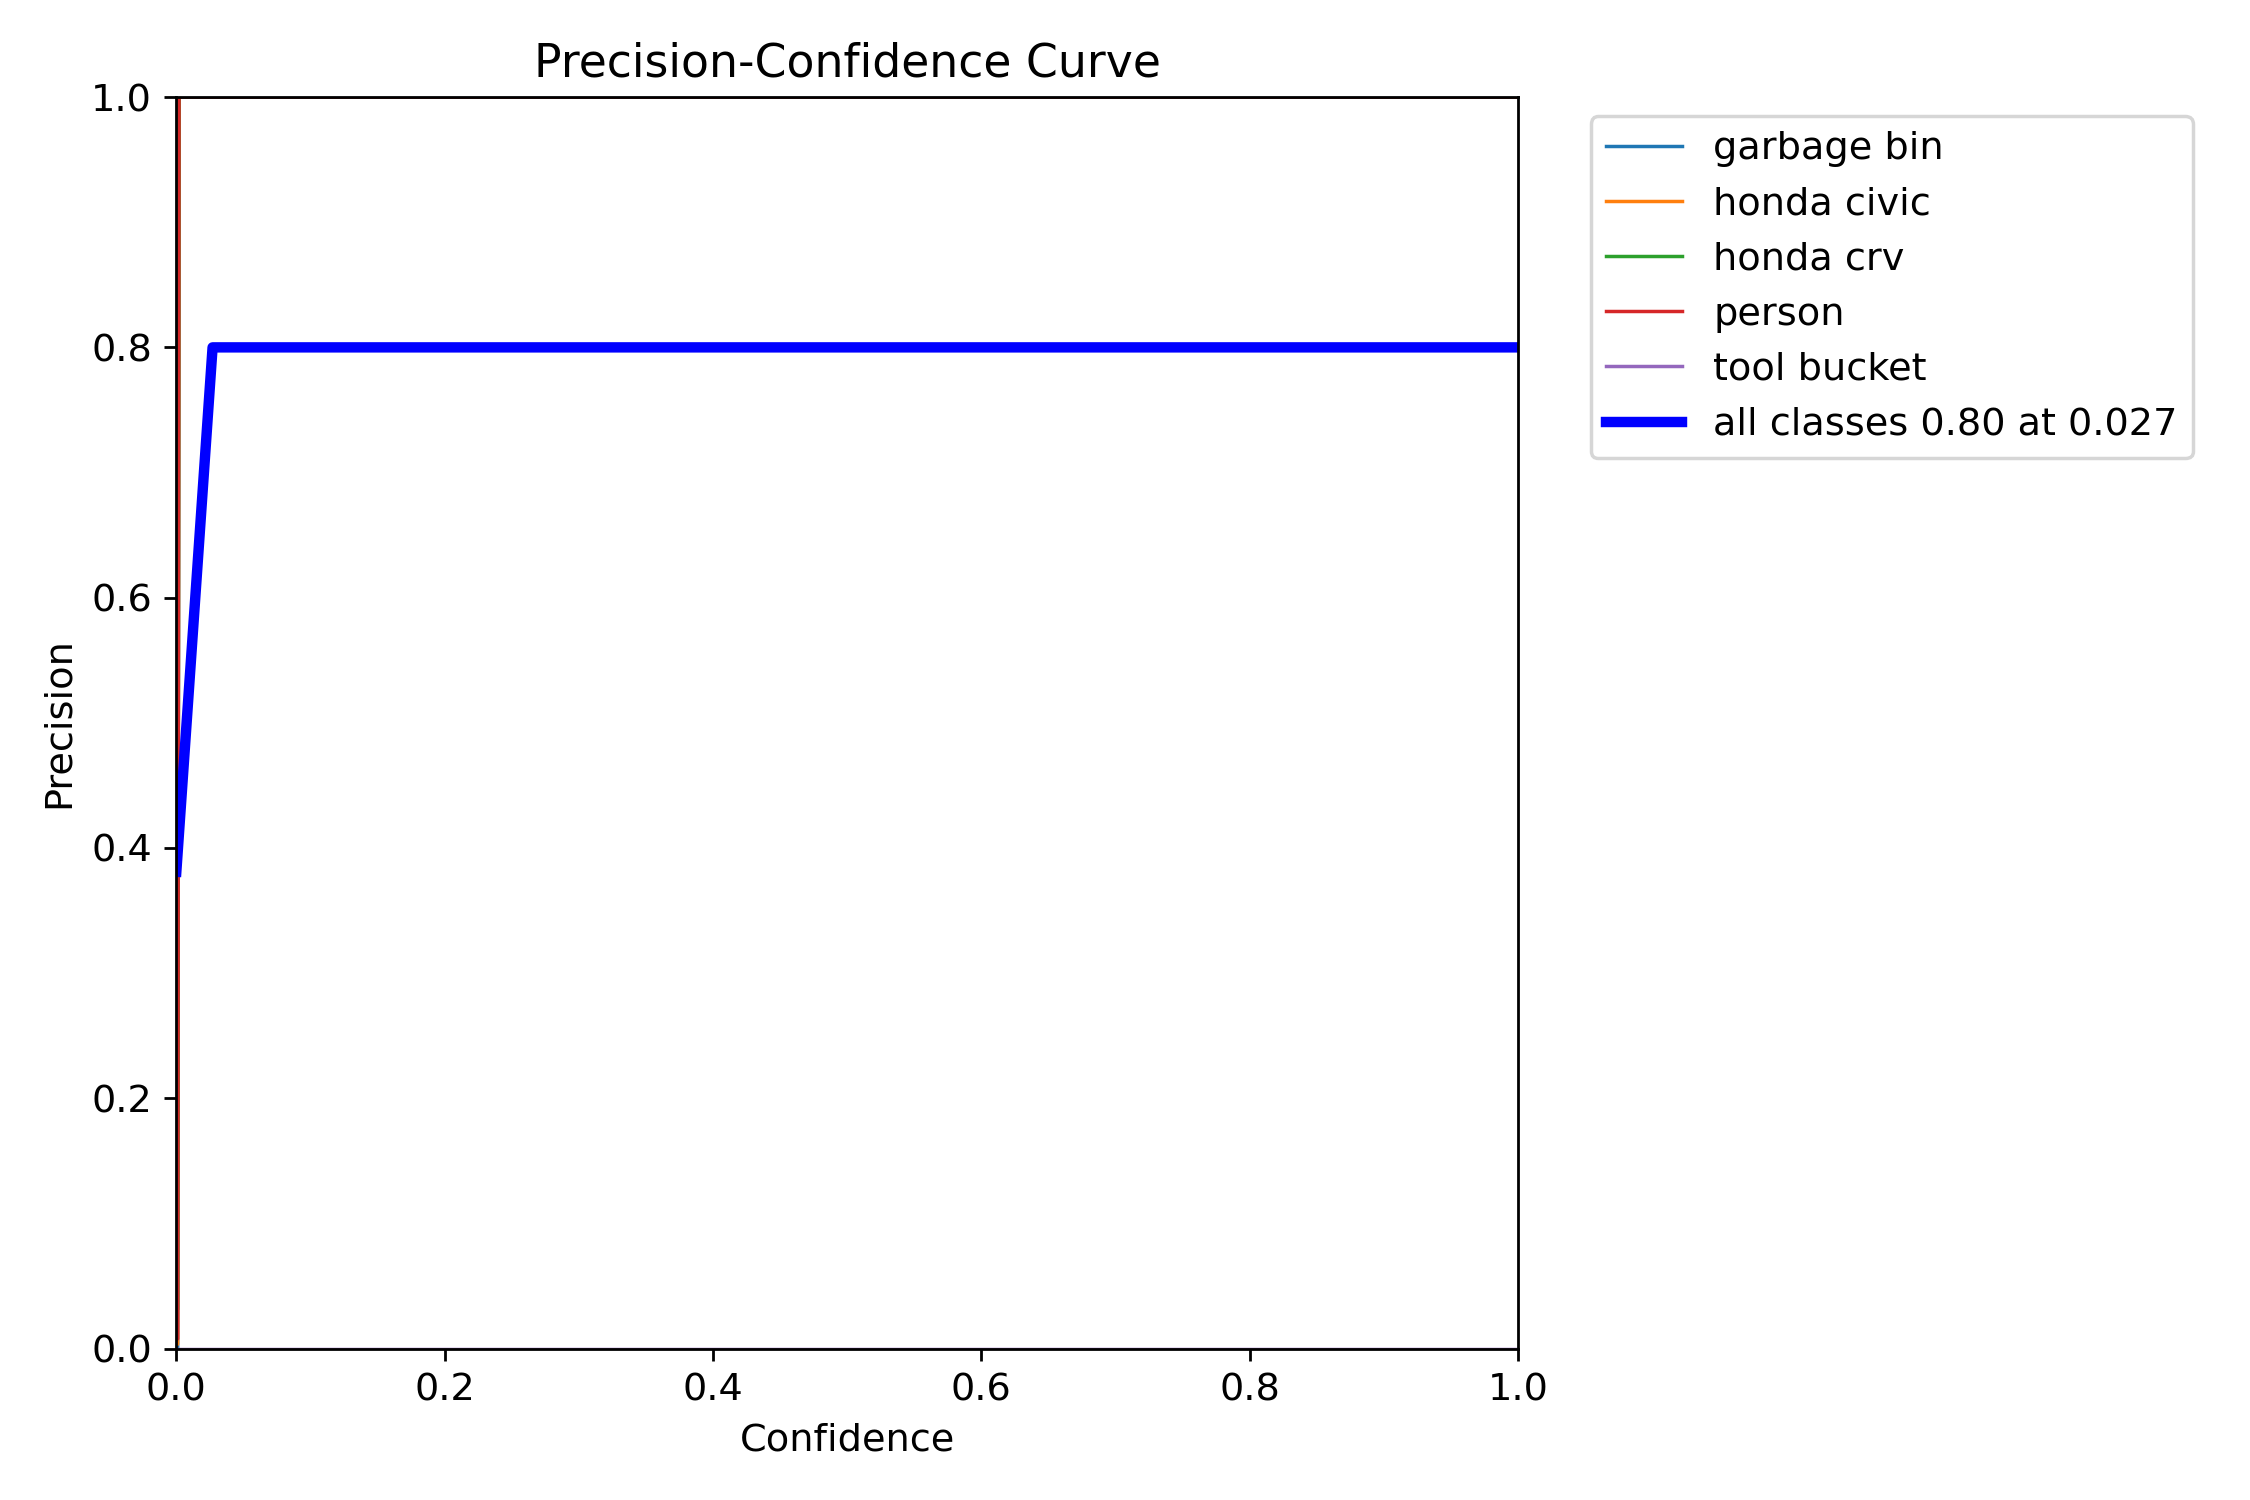 Precision-Confidence Curve
1.0
0.8
0.6
0.4
0.2
0.0
Precision
0.0 0.2 0.4 0.6 0.8 1.0
Confidence
garbage bin
honda civic
honda crv
person
tool bucket
all classes 0.80 at 0.027